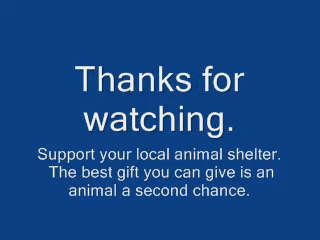 Thanks for
watching.
Support your local animal shelter.
The best gift you can give is an
animal a second chance.